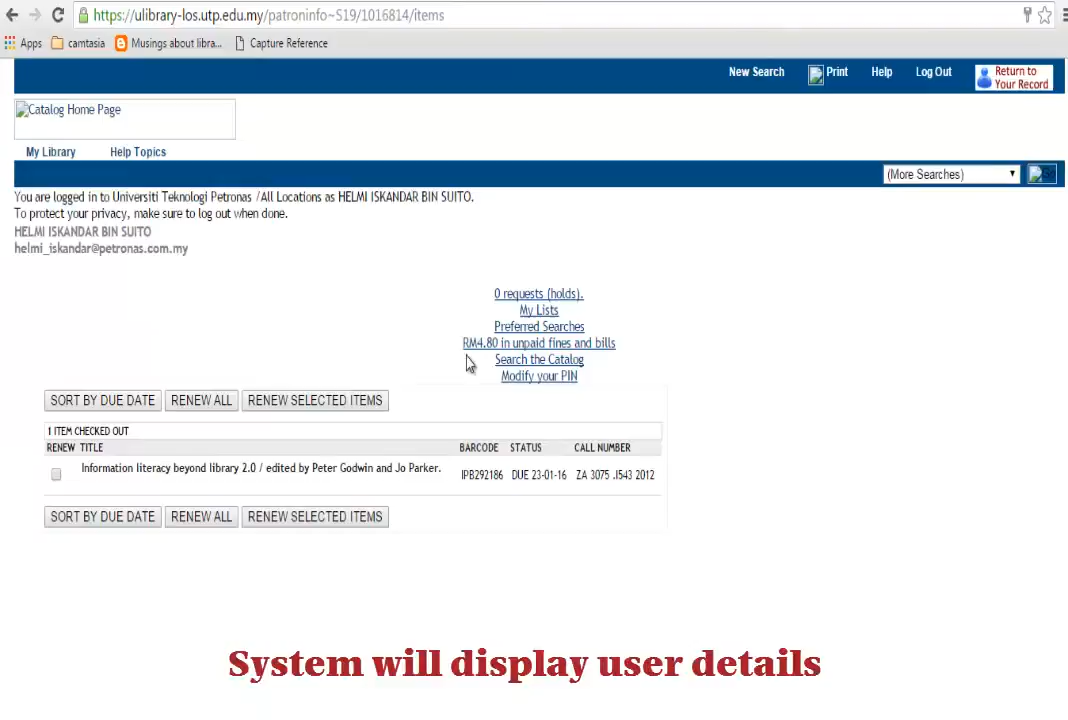 https://ulibrary-los.utp.edu.my/patroninfo~S19/1016814/items
Apps camtasia Musings about libra... Capture Reference
New Search Print Help Log Out Return to Your Record
Catalog Home Page
My Library Help Topics
(More Searches)
You are logged in to Universiti Teknologi Petronas /All Locations as HELMI ISKANDAR BIN SUITO.
To protect your privacy, make sure to log out when done.
HELMI ISKANDAR BIN SUITO
helmi_iskandar@petronas.com.my
0 requests (holds).
My Lists
Preferred Searches
RM4.80 in unpaid fines and bills
Search the Catalog
Modify your PIN
SORT BY DUE DATE RENEW ALL RENEW SELECTED ITEMS
1 ITEM CHECKED OUT
RENEW TITLE BARCODE STATUS CALL NUMBER
Information literacy beyond library 2.0 / edited by Peter Godwin and Jo Parker. IPB292186 DUE 23-01-16 ZA 3075 .I543 2012
SORT BY DUE DATE RENEW ALL RENEW SELECTED ITEMS
System will display user details